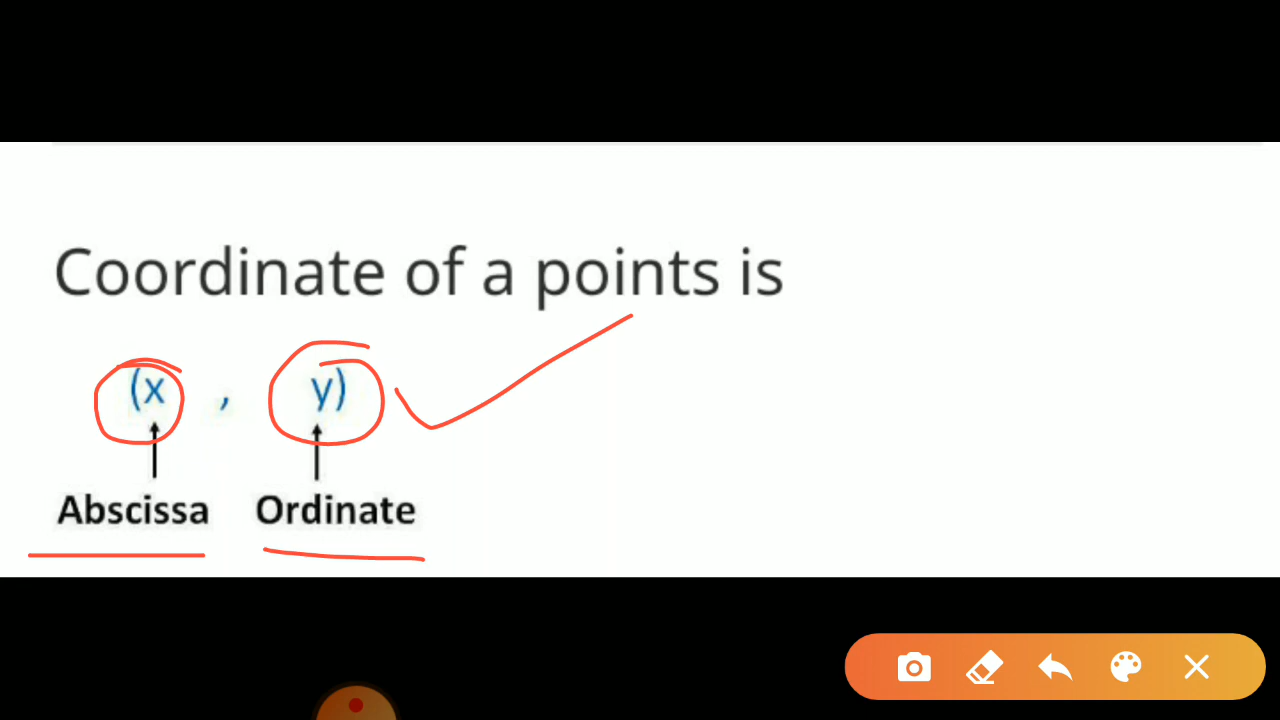 Coordinate of a points is
(x , y)
Abscissa Ordinate